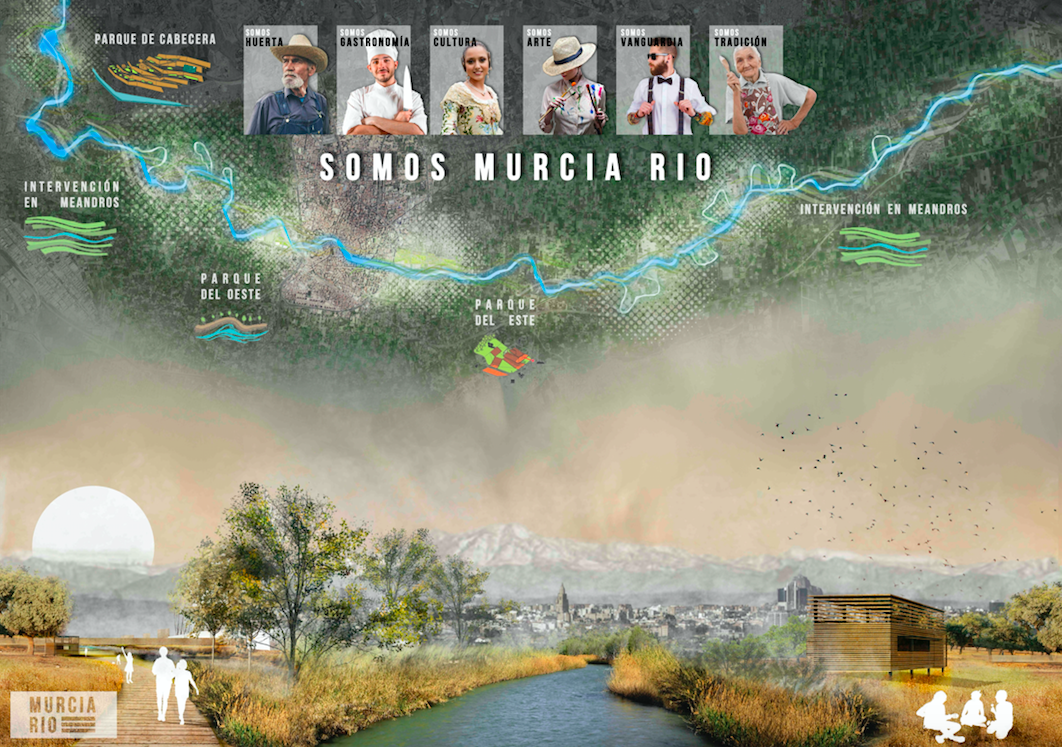 PARQUE DE CABECERA
SOMOS
HUERTA
SOMOS
GASTRONOMÍA
SOMOS
CULTURA
SOMOS
ARTE
SOMOS
VANGUARDIA
SOMOS
TRADICIÓN
SOMOS MURCIA RIO
INTERVENCIÓN
EN MEANDROS
INTERVENCIÓN EN MEANDROS
PARQUE
DEL OESTE
PARQUE
DEL ESTE
MURCIA
RIO